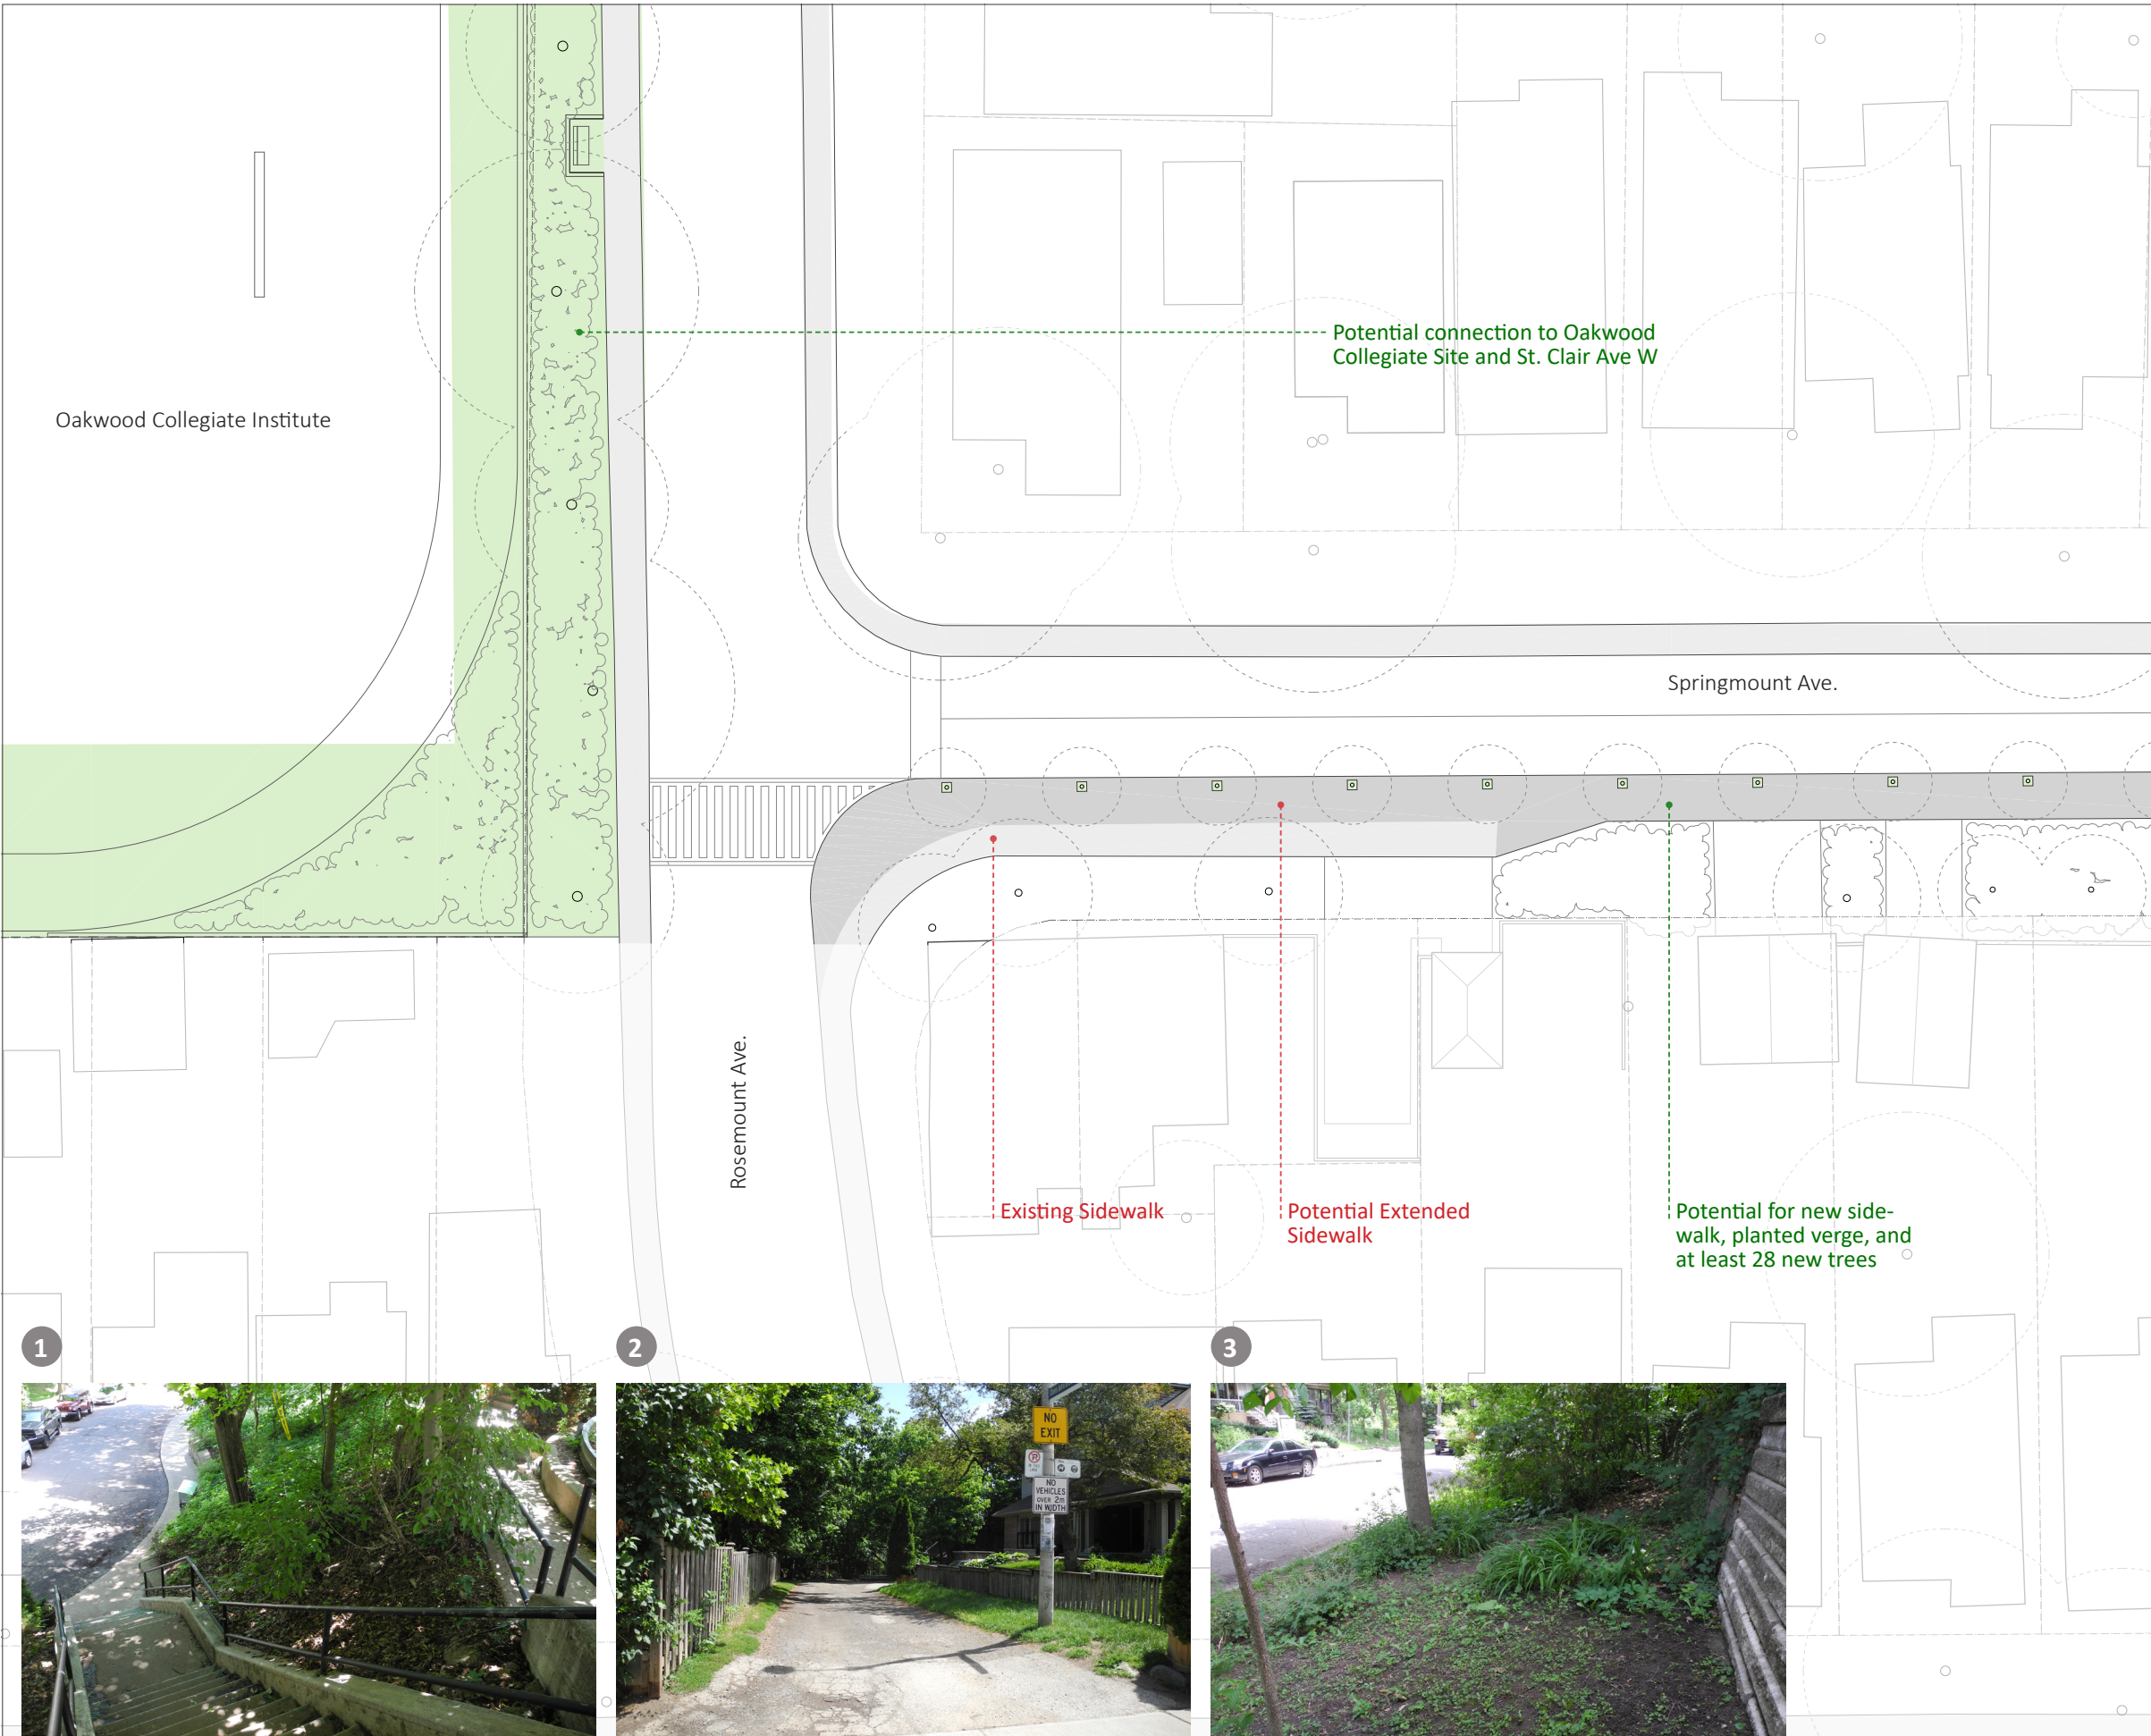 Potential connection to Oakwood
Collegiate Site and St. Clair Ave W
Oakwood Collegiate Institute
Springmount Ave.
Rosemount Ave.
Existing Sidewalk
Potential Extended
Sidewalk
Potential for new side-
walk, planted verge, and
at least 28 new trees
1
2
3
NO
EXIT
NO
VEHICLES
OVER 2m
IN WIDTH